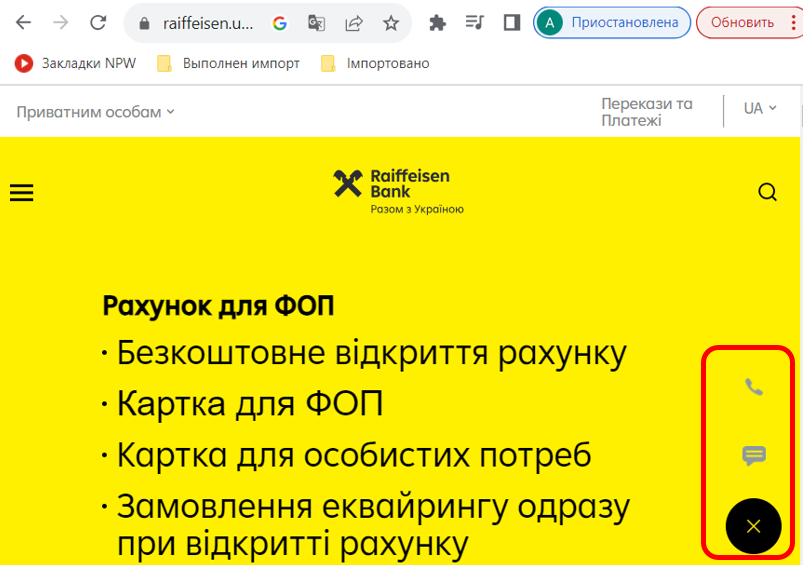 raiffeisen.u...
А
Приостановлена
Обновить
Закладки NPW
Выполнен импорт
Імпортовано
Приватним особам
Перекази та
Платежі
UA
Raiffeisen
Bank
Разом з Україною
Рахунок для ФОП
· Безкоштовне відкриття рахунку
· Картка для ФОП
· Картка для особистих потреб
· Замовлення еквайрингу одразу
при відкритті рахунку